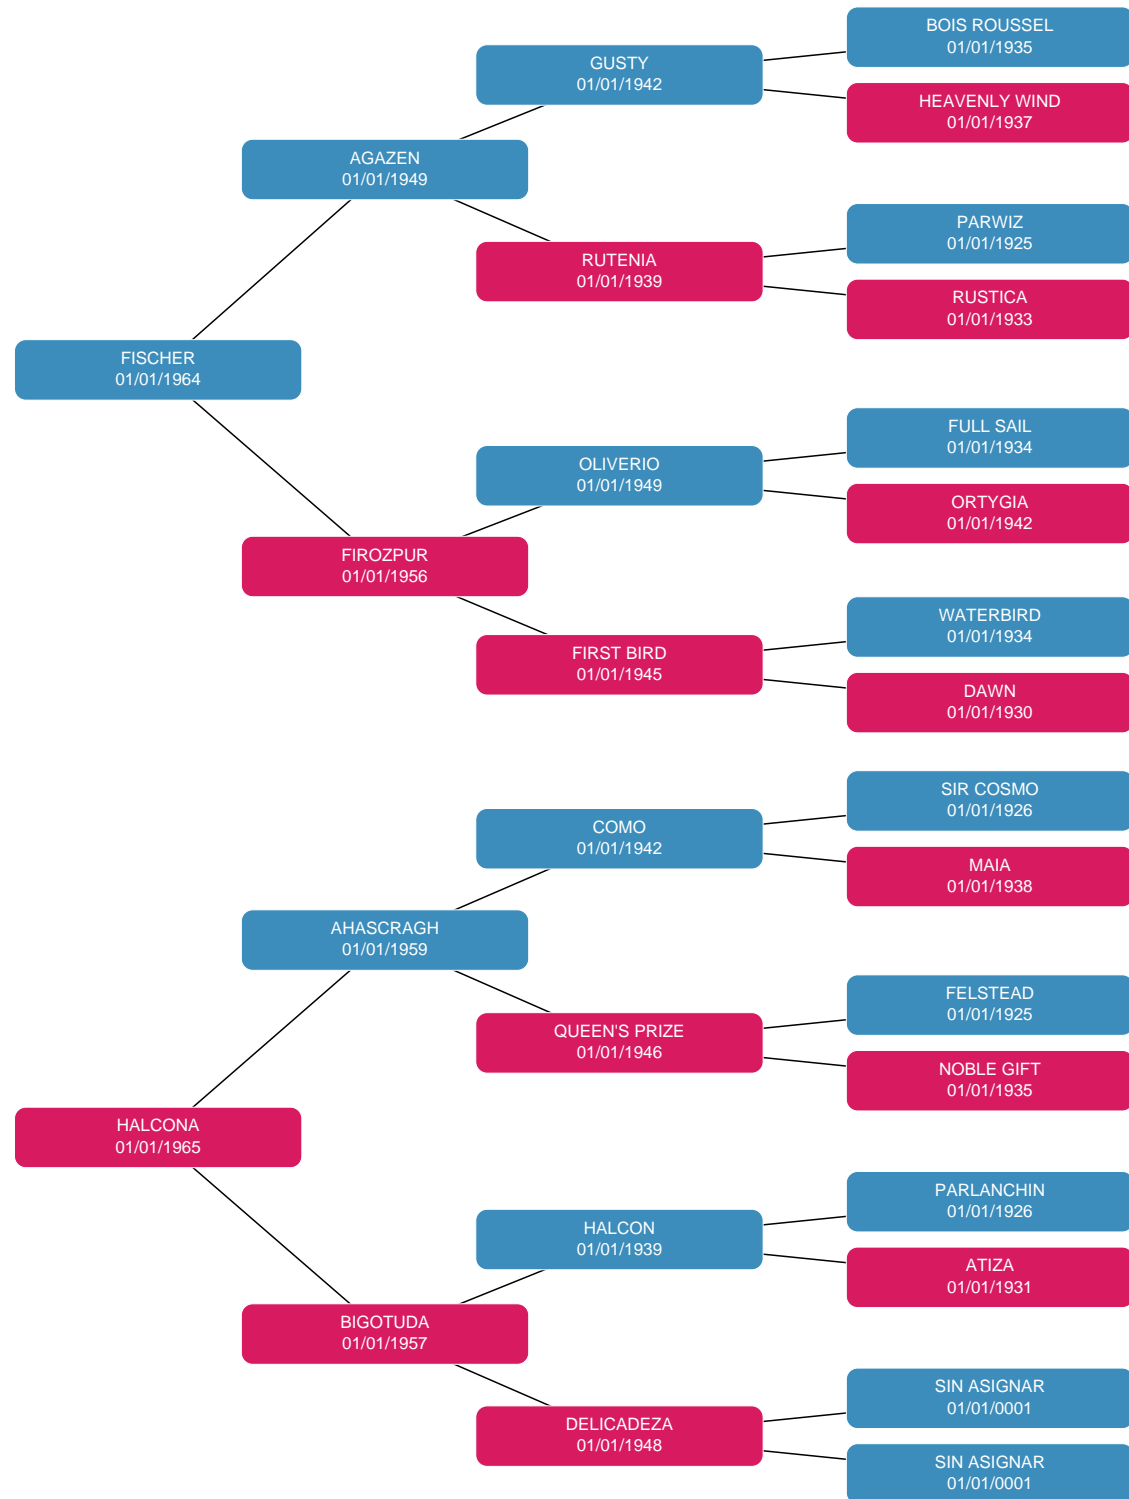 BOIS ROUSSEL
01/01/1935
GUSTY
01/01/1942
HEAVENLY WIND
01/01/1937
AGAZEN
01/01/1949
PARWIZ
01/01/1925
RUTENIA
01/01/1939
RUSTICA
01/01/1933
FISCHER
01/01/1964
FULL SAIL
01/01/1934
OLIVERIO
01/01/1949
ORTYGIA
01/01/1942
FIROZPUR
01/01/1956
WATERBIRD
01/01/1934
FIRST BIRD
01/01/1945
DAWN
01/01/1930
SIR COSMO
01/01/1926
COMO
01/01/1942
MAIA
01/01/1938
AHASCRAGH
01/01/1959
FELSTEAD
01/01/1925
QUEEN'S PRIZE
01/01/1946
NOBLE GIFT
01/01/1935
HALCONA
01/01/1965
PARLANCHIN
01/01/1926
HALCON
01/01/1939
ATIZA
01/01/1931
BIGOTUDA
01/01/1957
SIN ASIGNAR
01/01/0001
DELICADEZA
01/01/1948
SIN ASIGNAR
01/01/0001